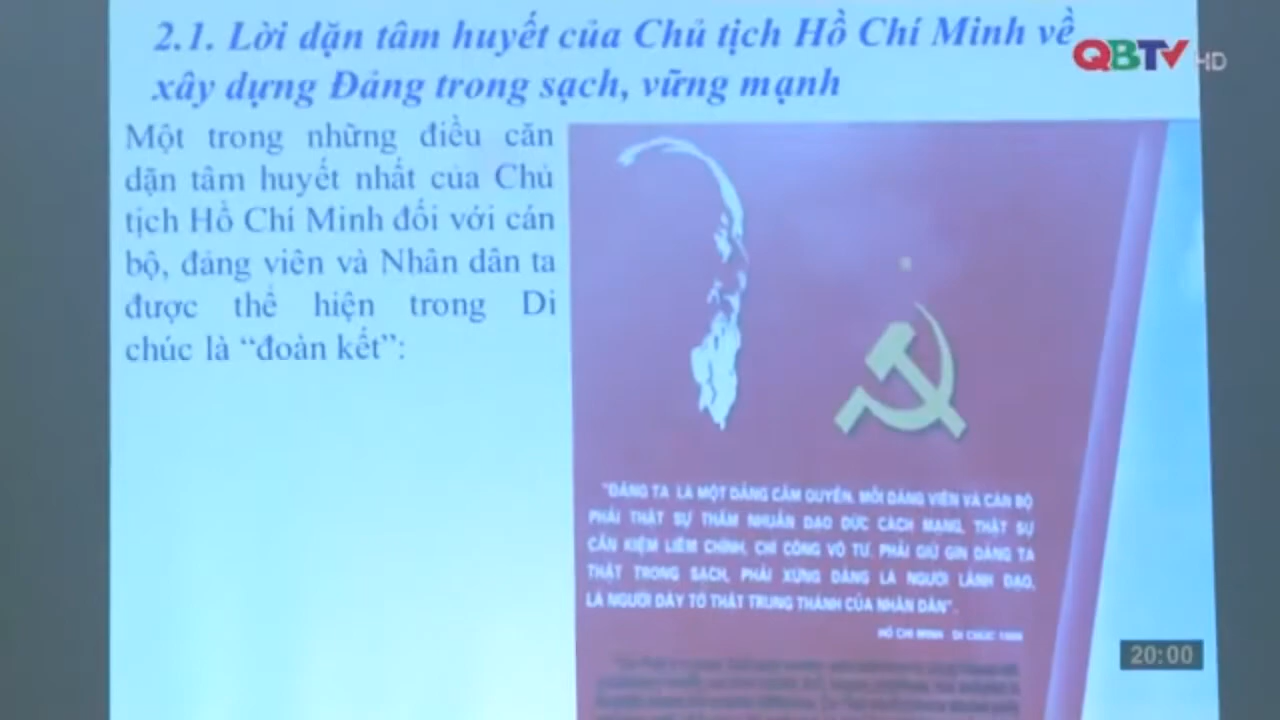 2.1. Lời dặn tâm huyết của Chủ tịch Hồ Chí Minh về
xây dựng Đảng trong sạch, vững mạnh
QBTV HD
Một trong những điều căn
dặn tâm huyết nhất của Chủ
tịch Hồ Chí Minh đối với cán
bộ, đảng viên và Nhân dân ta
được thể hiện trong Di
chúc là “đoàn kết”:
"ĐẢNG TA LÀ MỘT ĐẢNG CẦM QUYỀN. MỖI ĐẢNG VIÊN VÀ CÁN BỘ
PHẢI THẬT SỰ THẤM NHUẦN ĐẠO ĐỨC CÁCH MẠNG, THẬT SỰ
CẦN KIỆM LIÊM CHÍNH, CHÍ CÔNG VÔ TƯ. PHẢI GIỮ GÌN ĐẢNG TA
THẬT TRONG SẠCH, PHẢI XỨNG ĐÁNG LÀ NGƯỜI LÃNH ĐẠO,
LÀ NGƯỜI ĐẦY TỚ THẬT TRUNG THÀNH CỦA NHÂN DÂN".
HỒ CHÍ MINH DI CHÚC
20:00